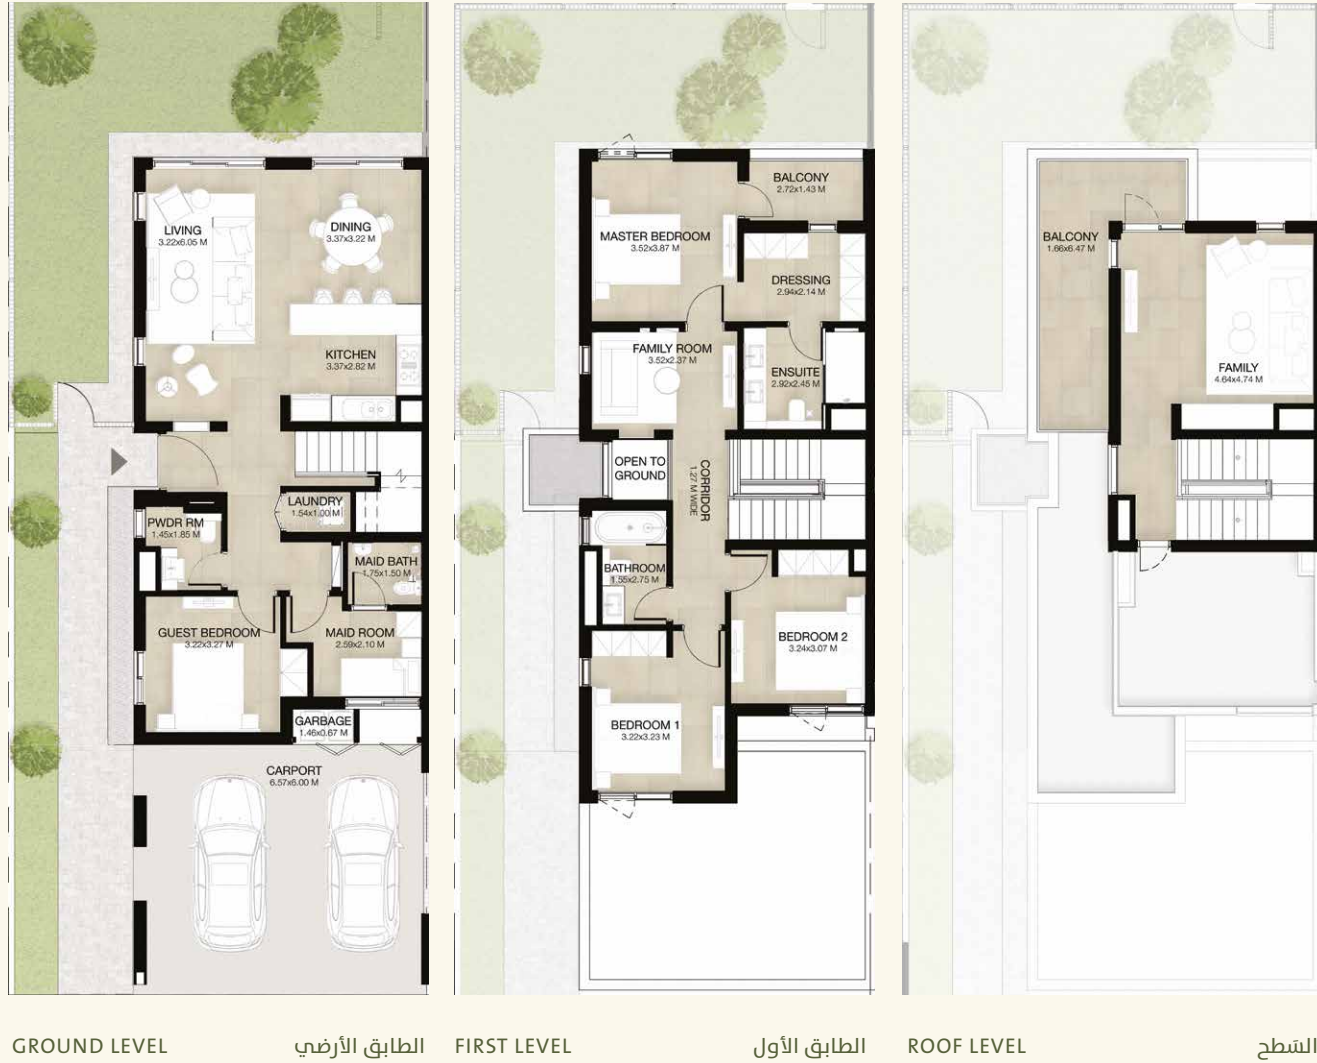 LIVING
3.22x6.05 M
DINING
3.37x3.22 M
KITCHEN
3.37x2.82 M
LAUNDRY
1.54x1.00 M
PWDR RM
1.45x1.85 M
MAID BATH
1.75x1.50 M
GUEST BEDROOM
3.22x3.27 M
MAID ROOM
2.59x2.10 M
GARBAGE
1.46x0.67 M
CARPORT
6.57x6.00 M
GROUND LEVEL
الطابق الأرضي
BALCONY
2.72x1.43 M
MASTER BEDROOM
3.52x3.87 M
DRESSING
2.94x2.14 M
FAMILY ROOM
3.52x2.37 M
ENSUITE
2.92x2.45 M
OPEN TO
GROUND
CORRIDOR
1.27 M WIDE
BATHROOM
1.55x2.75 M
BEDROOM 2
3.24x3.07 M
BEDROOM 1
3.22x3.23 M
FIRST LEVEL
الطابق الأول
BALCONY
1.66x6.47 M
FAMILY
4.64x4.74 M
ROOF LEVEL
السَطح